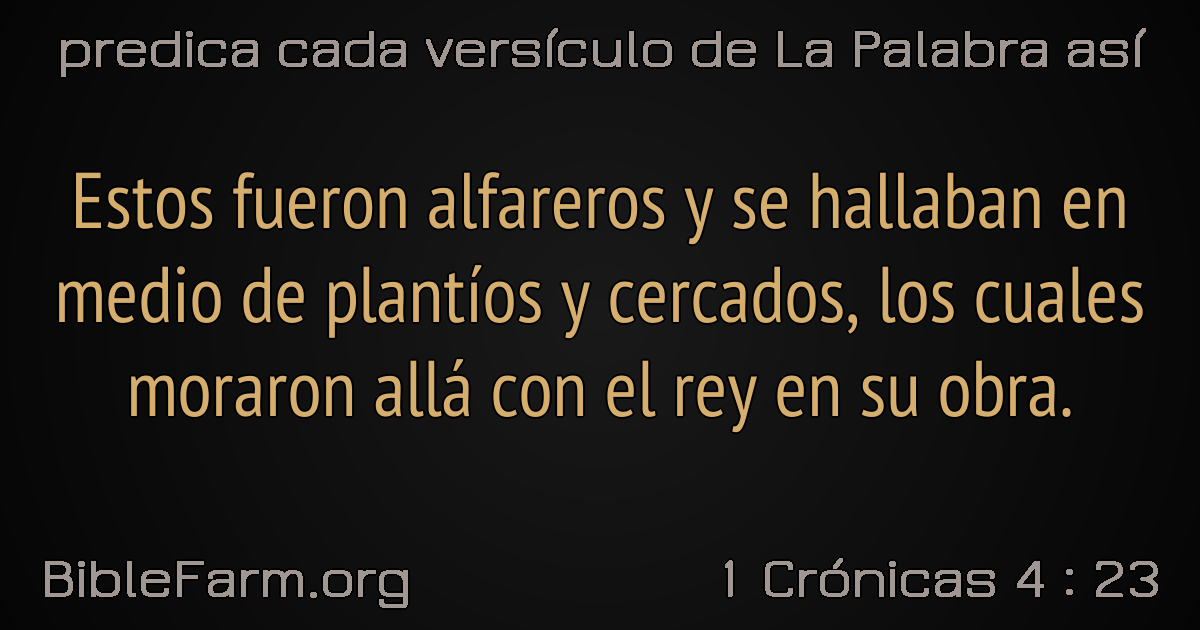 predica cada versículo de La Palabra así
Estos fueron alfareros y se hallaban en
medio de plantíos y cercados, los cuales
moraron allá con el rey en su obra.
BibleFarm.org
1 Crónicas 4 : 23